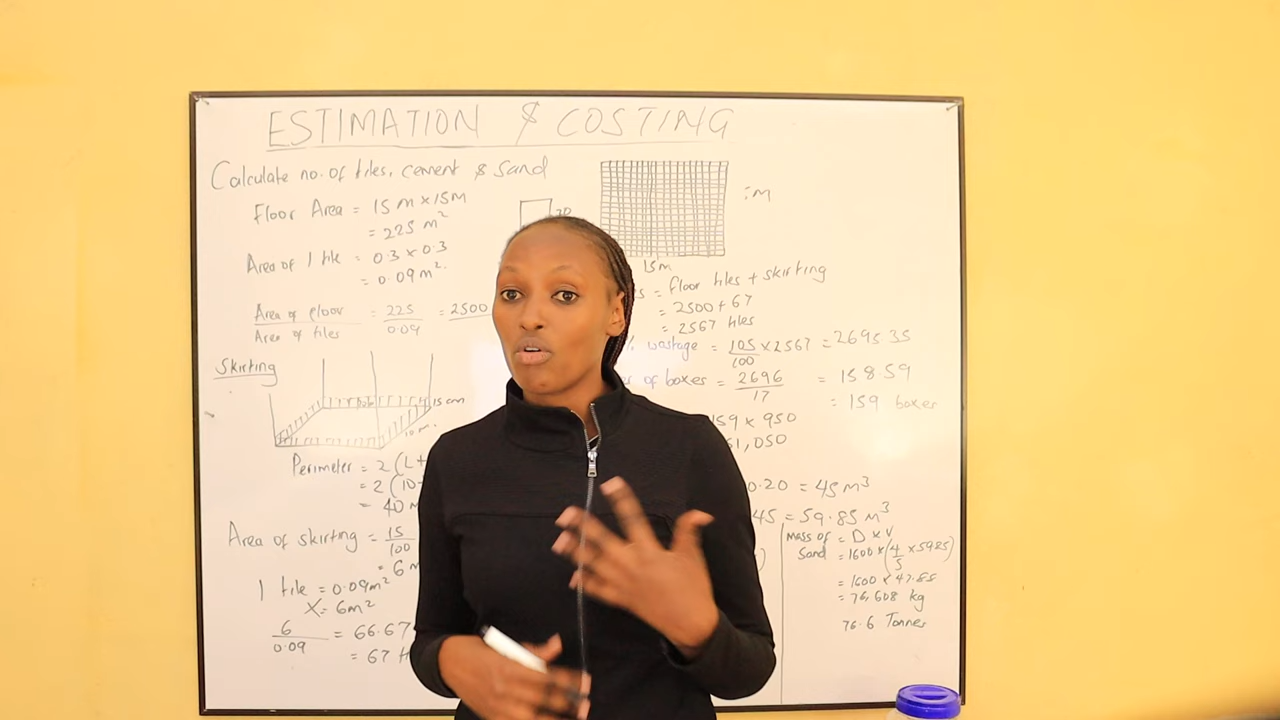 ESTIMATION & COSTING
Calculate no. of tiles, cement & sand
Floor Area = 15 M x 15M
= 225 m²
Area of 1 tile = 0.3 x 0.3
= 0.09 m².
Area of floor = 225 = 2500
Area of tiles 0.09
Skirting
15 cm
10 m.
Perimeter = 2 (L+
= 2 (10
= 40 M
Area of skirting = 15
100
= 6 m
1 tile = 0.09m²
X = 6m²
6 = 66.67
0.09
= 67
:M
15m
= floor tiles + skirting
= 2500 + 67
= 2567 tiles
% wastage = 105 x 2567 = 2695.35
100
of boxes = 2696 = 158.59
17
= 159 boxes
159 x 950
51,050
0.20 = 45 m³
45 = 59.85 m³
Mass of = D x V
Sand = 1600 x (4 x 59.85)
5
= 1600 x 47.88
= 76,608 kg
76.6 Tonnes